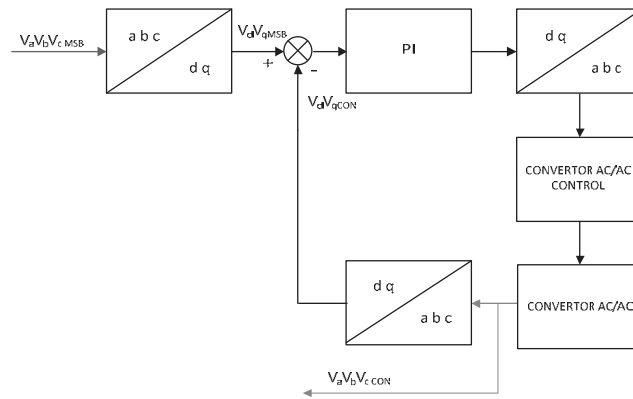 VaVbVc MSB
a b c
d q
VdVqMSB
+
-
VdVqCON
PI
d q
a b c
CONVERTOR AC/AC
CONTROL
d q
a b c
CONVERTOR AC/AC
VaVbVc CON